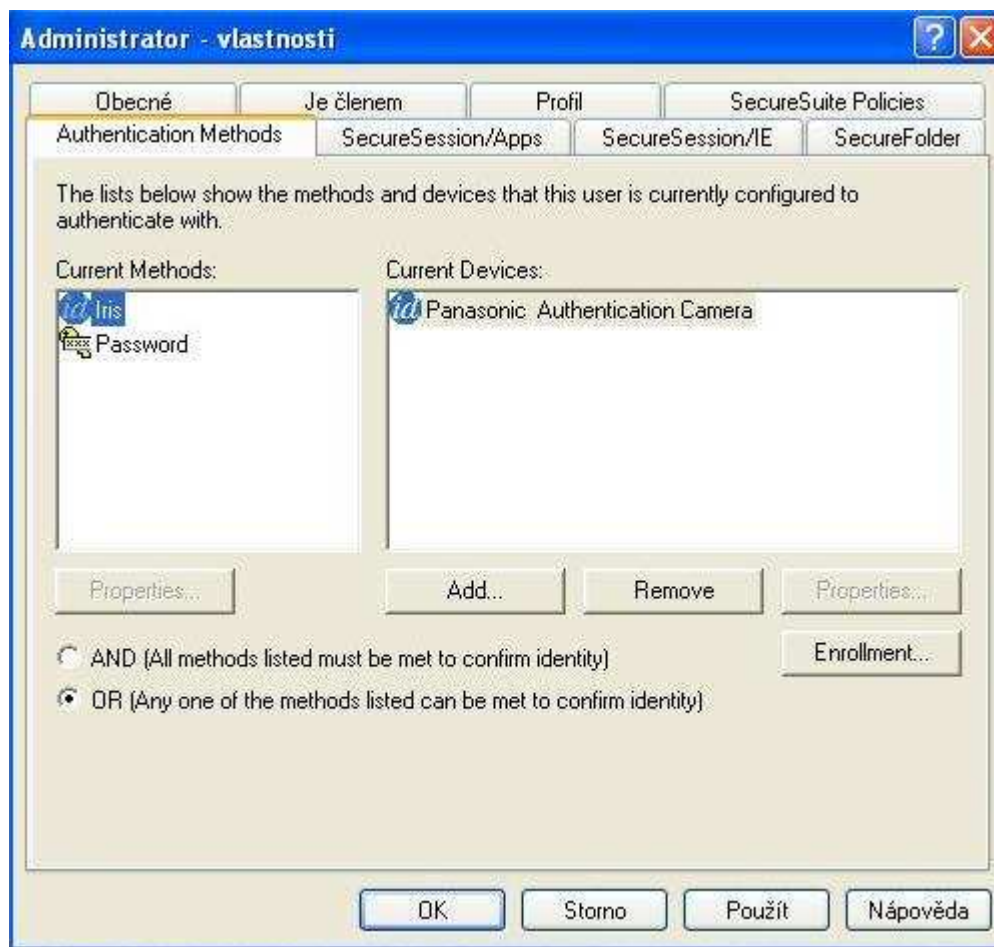 Administrator - vlastnosti
Obecné Je členem Profil SecureSuite Policies
Authentication Methods SecureSession/Apps SecureSession/IE SecureFolder
The lists below show the methods and devices that this user is currently configured to
authenticate with.
Current Methods: Current Devices:
id Iris id Panasonic Authentication Camera
xxx Password
Properties... Add... Remove Properties...
AND (All methods listed must be met to confirm identity) Enrollment...
OR (Any one of the methods listed can be met to confirm identity)
OK Storno Použít Nápověda